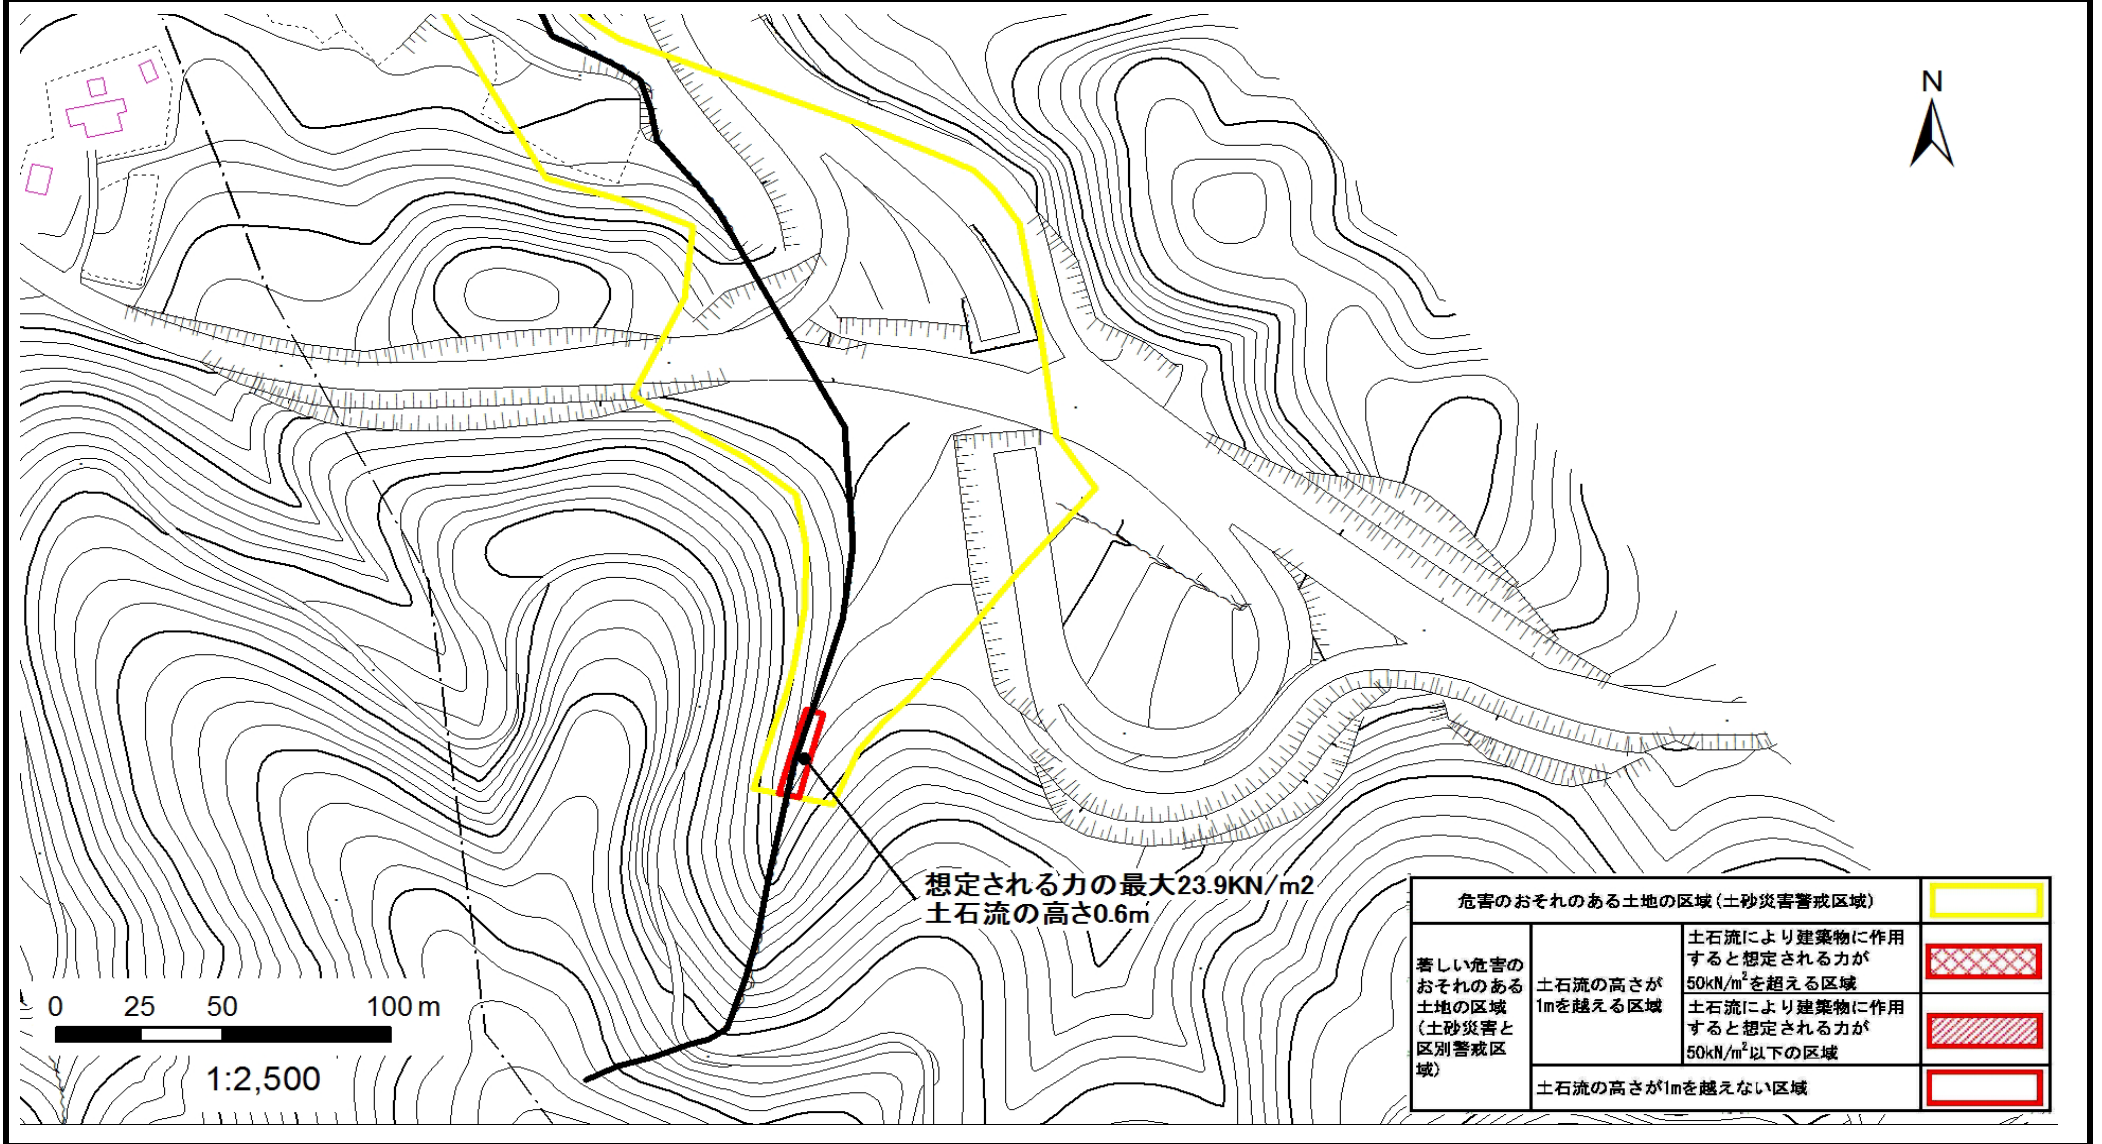 N
想定される力の最大23.9KN/m2
土石流の高さ0.6m
0 25 50 100 m
1:2,500
危害のおそれのある土地の区域(土砂災害警戒区域)
著しい危害の
おそれのある
土地の区域
(土砂災害と
区別警戒区
域)
土石流の高さが
1mを越える区域
土石流により建築物に作用
すると想定される力が
50kN/m²を超える区域
土石流により建築物に作用
すると想定される力が
50kN/m²以下の区域
土石流の高さが1mを越えない区域